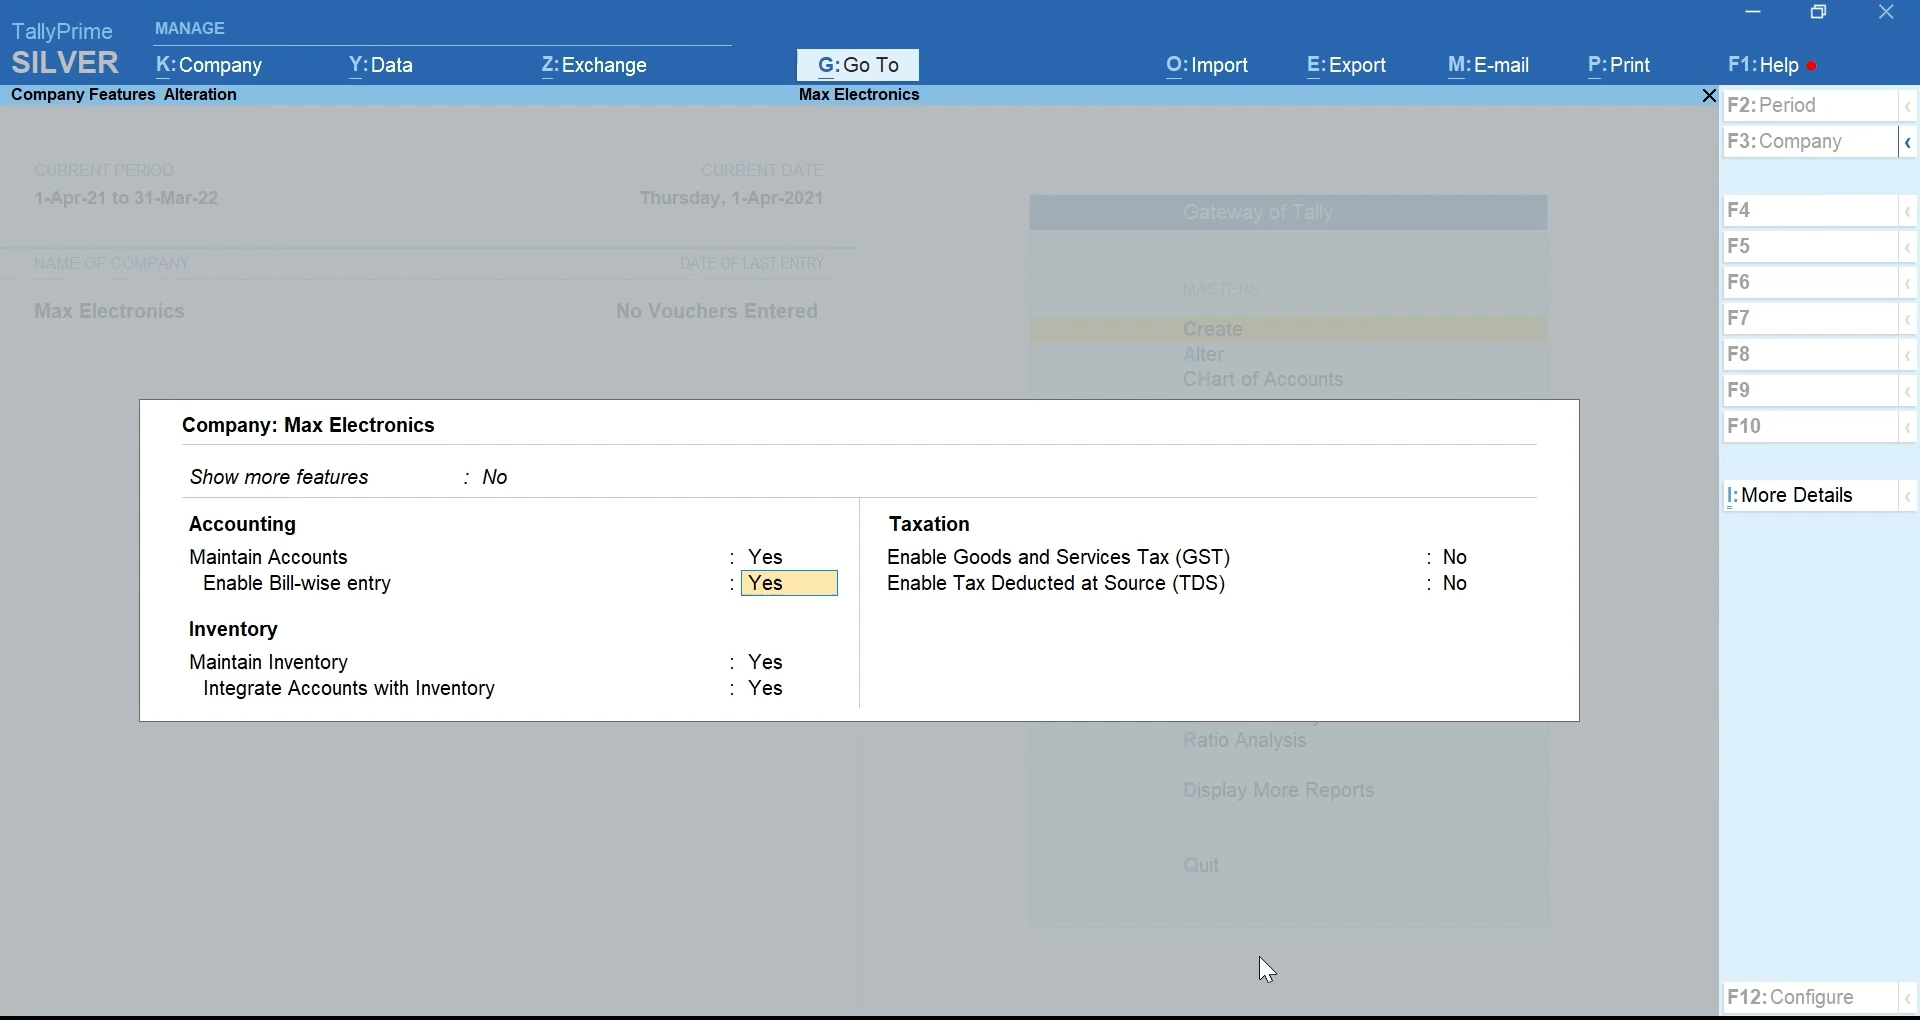 TallyPrime
SILVER
MANAGE
K: Company
Y: Data
Z: Exchange
G: Go To
O: Import
E: Export
M: E-mail
P: Print
F1: Help
Company Features Alteration
Max Electronics
CURRENT PERIOD
CURRENT DATE
1-Apr-21 to 31-Mar-22
Thursday, 1-Apr-2021
NAME OF COMPANY
DATE OF LAST ENTRY
Max Electronics
No Vouchers Entered
Gateway of Tally
MASTERS
Create
Alter
CHart of Accounts
Company: Max Electronics
Show more features : No
Accounting
Maintain Accounts : Yes
Enable Bill-wise entry : Yes
Inventory
Maintain Inventory : Yes
Integrate Accounts with Inventory : Yes
Taxation
Enable Goods and Services Tax (GST) : No
Enable Tax Deducted at Source (TDS) : No
Ratio Analysis
Display More Reports
Quit
F2: Period
F3: Company
F4
F5
F6
F7
F8
F9
F10
I: More Details
F12: Configure